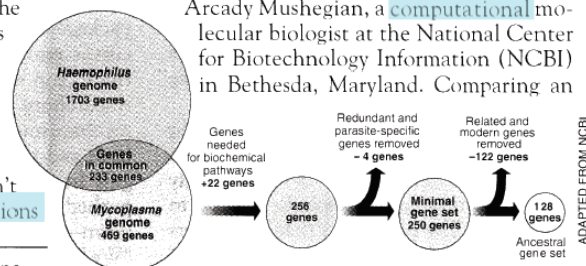 he
s
Arcady Mushegian, a computational mo-
lecular biologist at the National Center
for Biotechnology Information (NCBI)
in Bethesda, Maryland. Comparing an
Haemophilus
genome
1703 genes
Genes
in common
233 genes
Mycoplasma
genome
469 genes
Genes
needed
for biochemical
pathways
+22 genes
256
genes
Redundant and
parasite-specific
genes removed
– 4 genes
Minimal
gene set
250 genes
Related and
modern genes
removed
–122 genes
128
genes
Ancestral
gene set
ADAPTED FROM NCBI
n't
ions